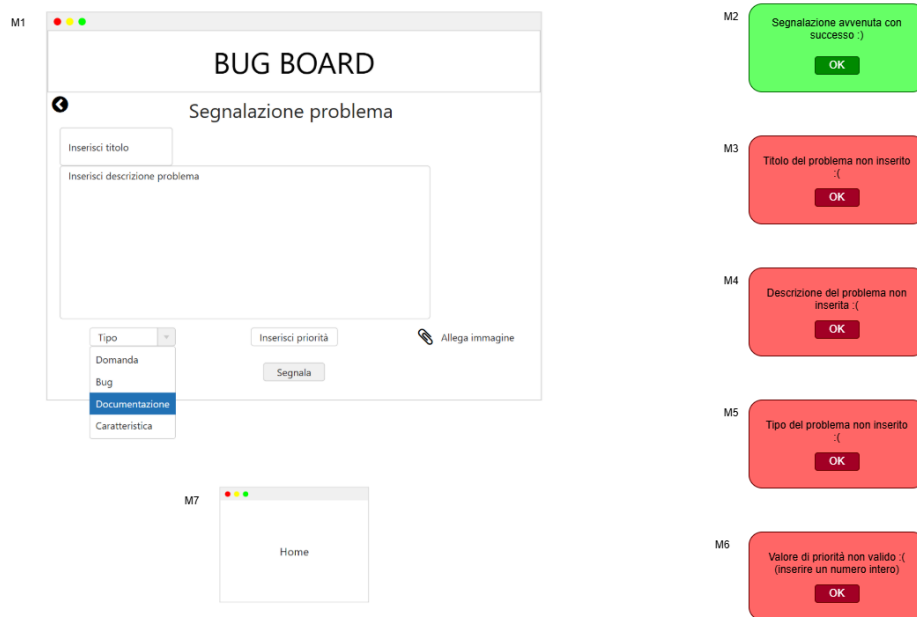 M1
BUG BOARD
Segnalazione problema
Inserisci titolo
Inserisci descrizione problema
Tipo
Inserisci priorità
Allega immagine
Domanda
Bug
Segnala
Documentazione
Caratteristica
M7
Home
M2
Segnalazione avvenuta con
successo :)
OK
M3
Titolo del problema non inserito
:(
OK
M4
Descrizione del problema non
inserita :(
OK
M5
Tipo del problema non inserito
:(
OK
M6
Valore di priorità non valido :(
(inserire un numero intero)
OK